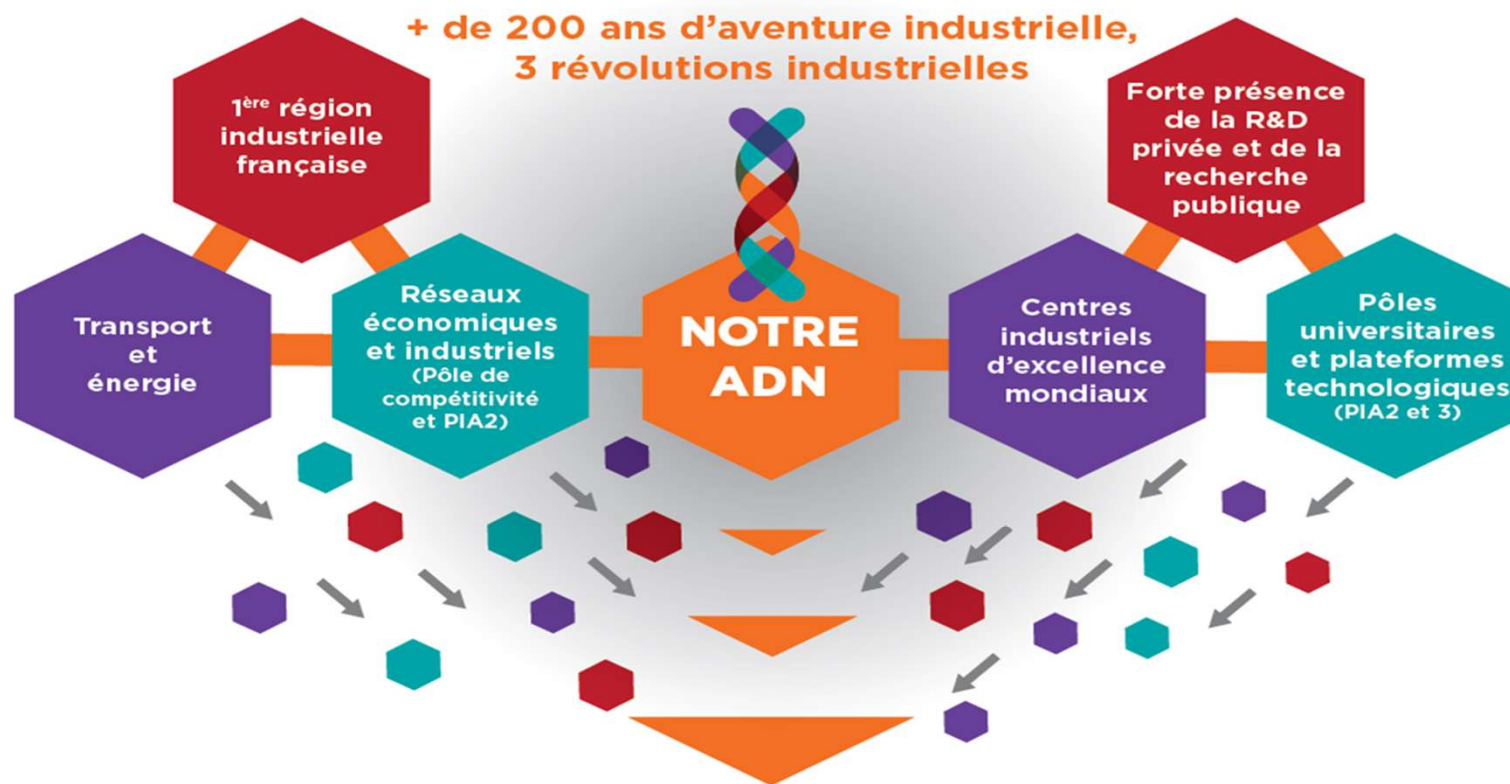 + de 200 ans d’aventure industrielle,
3 révolutions industrielles
1ère région
industrielle
française
Transport
et
énergie
Réseaux
économiques
et industriels
(Pôle de
compétitivité
et PIA2)
NOTRE
ADN
Centres
industriels
d’excellence
mondiaux
Forte présence
de la R&D
privée et de la
recherche
publique
Pôles
universitaires
et plateformes
technologiques
(PIA2 et 3)